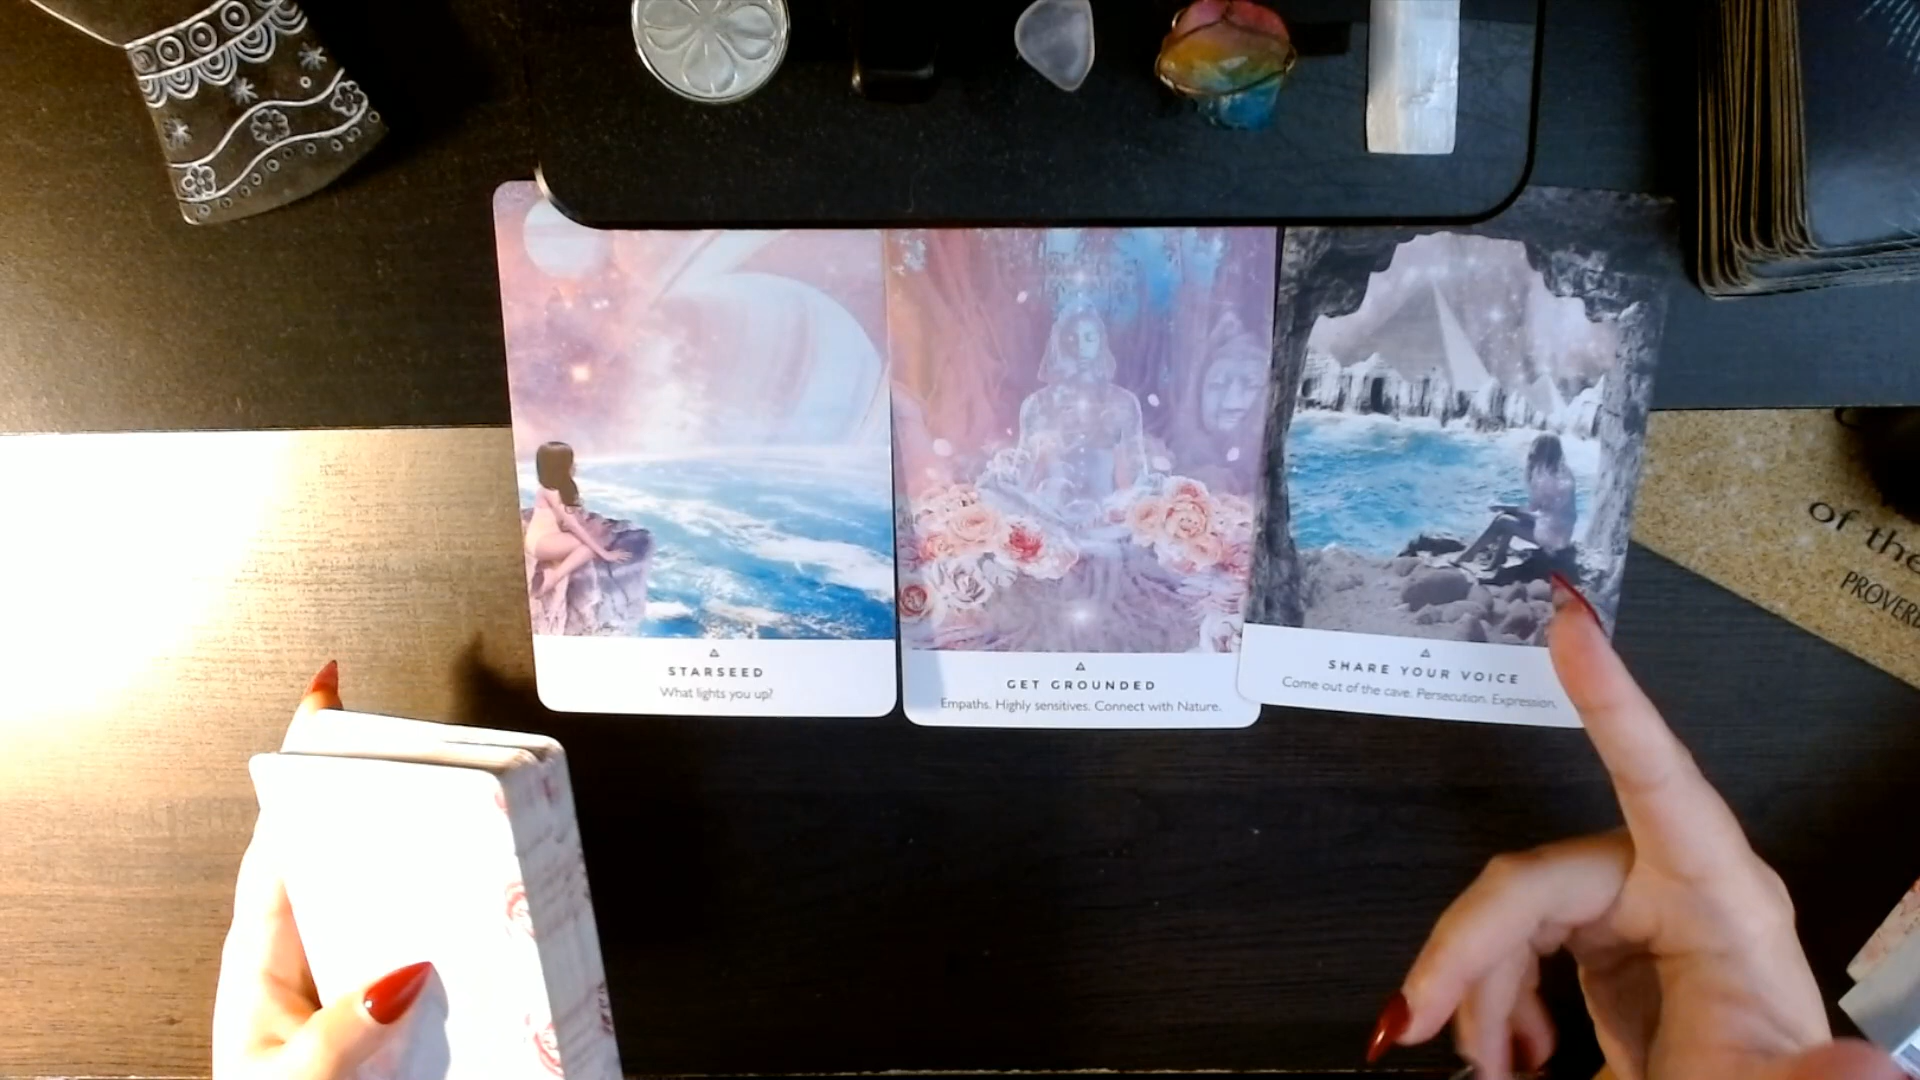 STARSEED
What lights you up?
GET GROUNDED
Empaths. Highly sensitives. Connect with Nature.
SHARE YOUR VOICE
Come out of the cave. Persecution. Expression.
of the